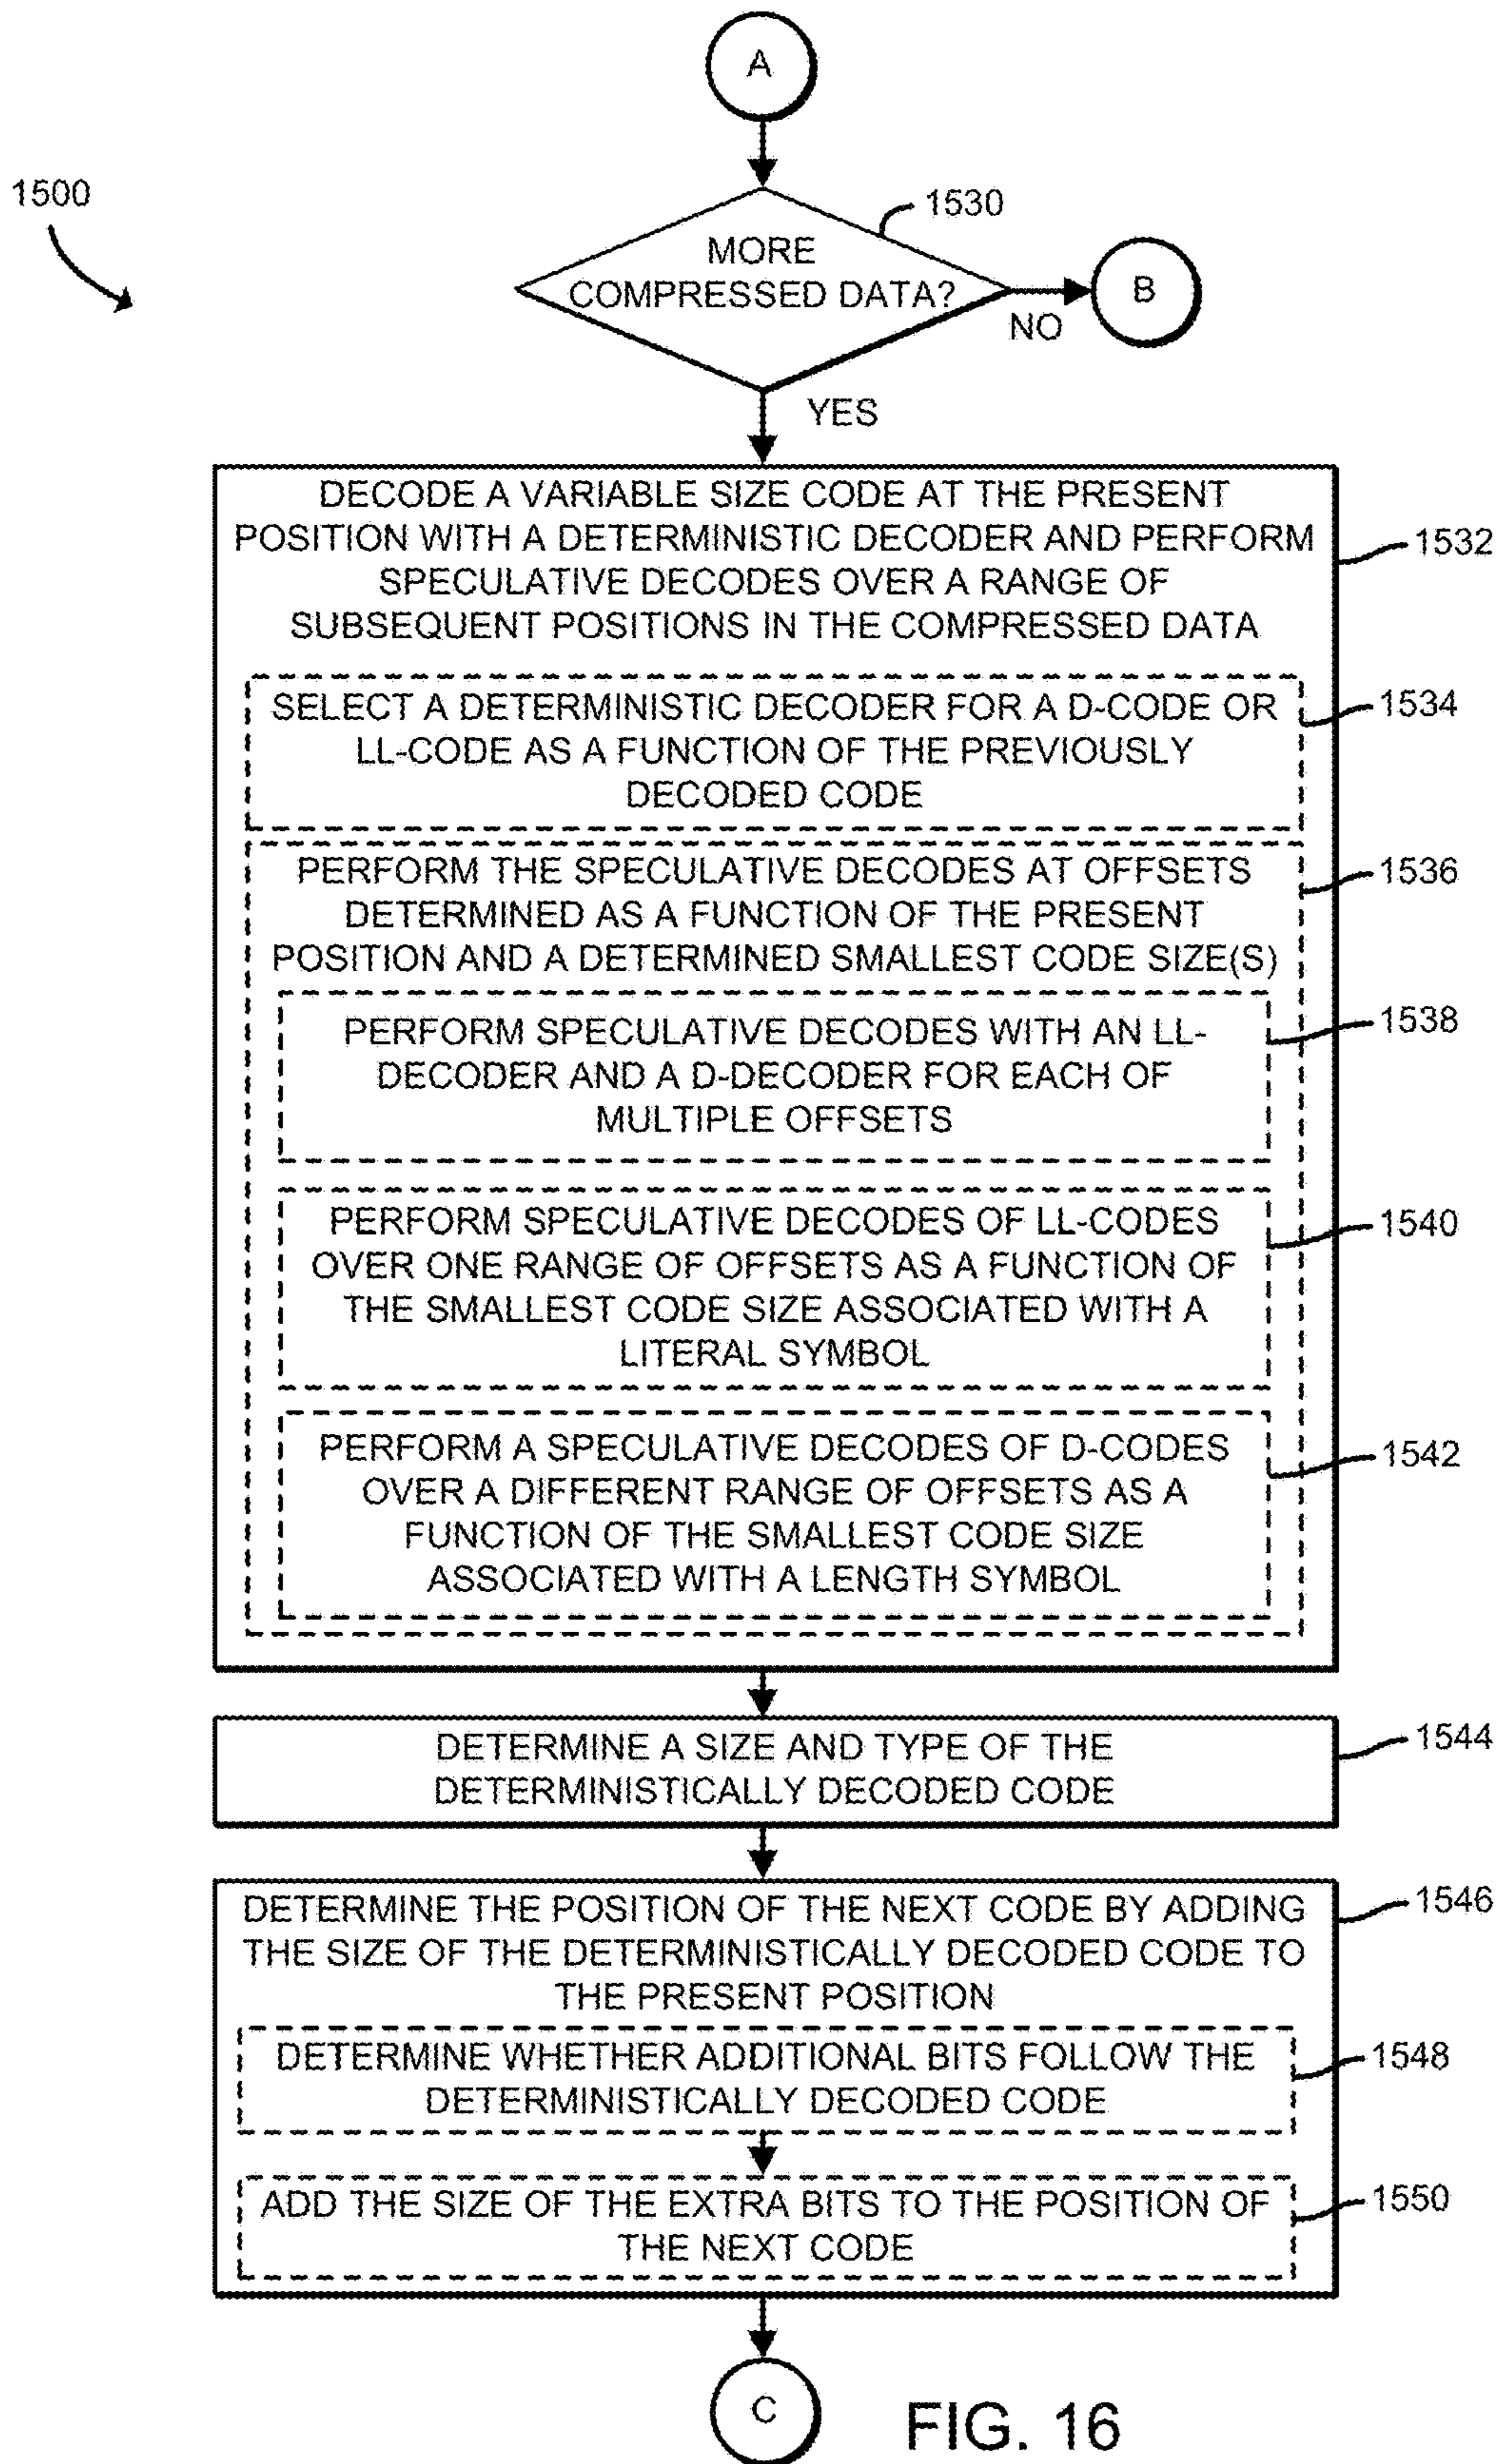 A
1500
1530
MORE
COMPRESSED DATA?
B
NO
YES
DECODE A VARIABLE SIZE CODE AT THE PRESENT
POSITION WITH A DETERMINISTIC DECODER AND PERFORM
SPECULATIVE DECODES OVER A RANGE OF
SUBSEQUENT POSITIONS IN THE COMPRESSED DATA
1532
SELECT A DETERMINISTIC DECODER FOR A D-CODE OR
LL-CODE AS A FUNCTION OF THE PREVIOUSLY
DECODED CODE
1534
PERFORM THE SPECULATIVE DECODES AT OFFSETS
DETERMINED AS A FUNCTION OF THE PRESENT
POSITION AND A DETERMINED SMALLEST CODE SIZE(S)
1536
PERFORM SPECULATIVE DECODES WITH AN LL-
DECODER AND A D-DECODER FOR EACH OF
MULTIPLE OFFSETS
1538
PERFORM SPECULATIVE DECODES OF LL-CODES
OVER ONE RANGE OF OFFSETS AS A FUNCTION OF
THE SMALLEST CODE SIZE ASSOCIATED WITH A
LITERAL SYMBOL
1540
PERFORM A SPECULATIVE DECODES OF D-CODES
OVER A DIFFERENT RANGE OF OFFSETS AS A
FUNCTION OF THE SMALLEST CODE SIZE
ASSOCIATED WITH A LENGTH SYMBOL
1542
DETERMINE A SIZE AND TYPE OF THE
DETERMINISTICALLY DECODED CODE
1544
DETERMINE THE POSITION OF THE NEXT CODE BY ADDING
THE SIZE OF THE DETERMINISTICALLY DECODED CODE TO
THE PRESENT POSITION
1546
DETERMINE WHETHER ADDITIONAL BITS FOLLOW THE
DETERMINISTICALLY DECODED CODE
1548
ADD THE SIZE OF THE EXTRA BITS TO THE POSITION OF
THE NEXT CODE
1550
C
FIG. 16